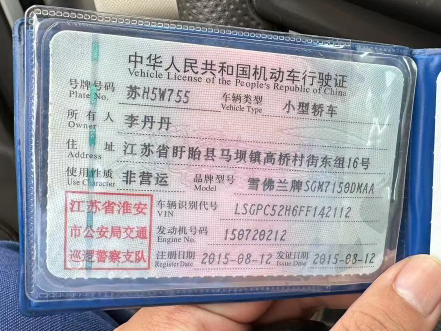 中华人民共和国机动车行驶证
Vehicle License of the People's Republic of China
号牌号码 Plate No. 苏H5W755 车辆类型 Vehicle Type 小型轿车
所有人 Owner 李丹丹
住址 Address 江苏省盱眙县马坝镇高桥村街东组16号
使用性质 Use Character 非营运 品牌型号 Model 雪佛兰牌SGM7150DMAA
江苏省淮安
市公安局交通
巡逻警察支队
车辆识别代号 VIN LSGPC52H6FF142112
发动机号码 Engine No. 150720212
注册日期 Register Date 2015-08-12 发证日期 Issue Date 2015-08-12